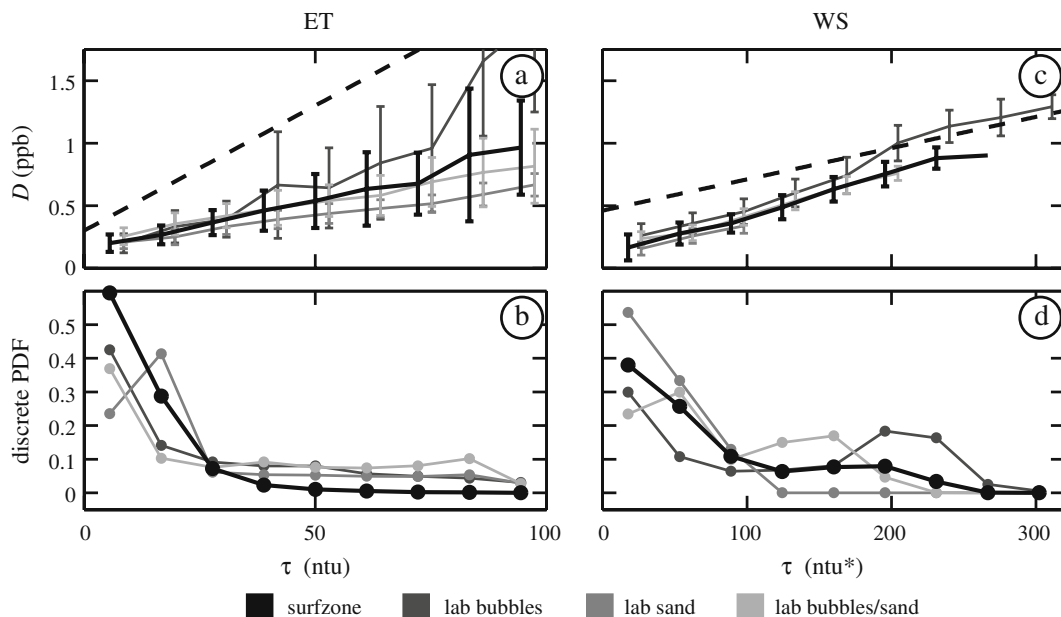 ET
WS
a
c
D (ppb)
1.5
1
0.5
0
b
d
discrete PDF
0.5
0.4
0.3
0.2
0.1
0
0
50
100
0
100
200
300
τ (ntu)
τ (ntu*)
surfzone
lab bubbles
lab sand
lab bubbles/sand